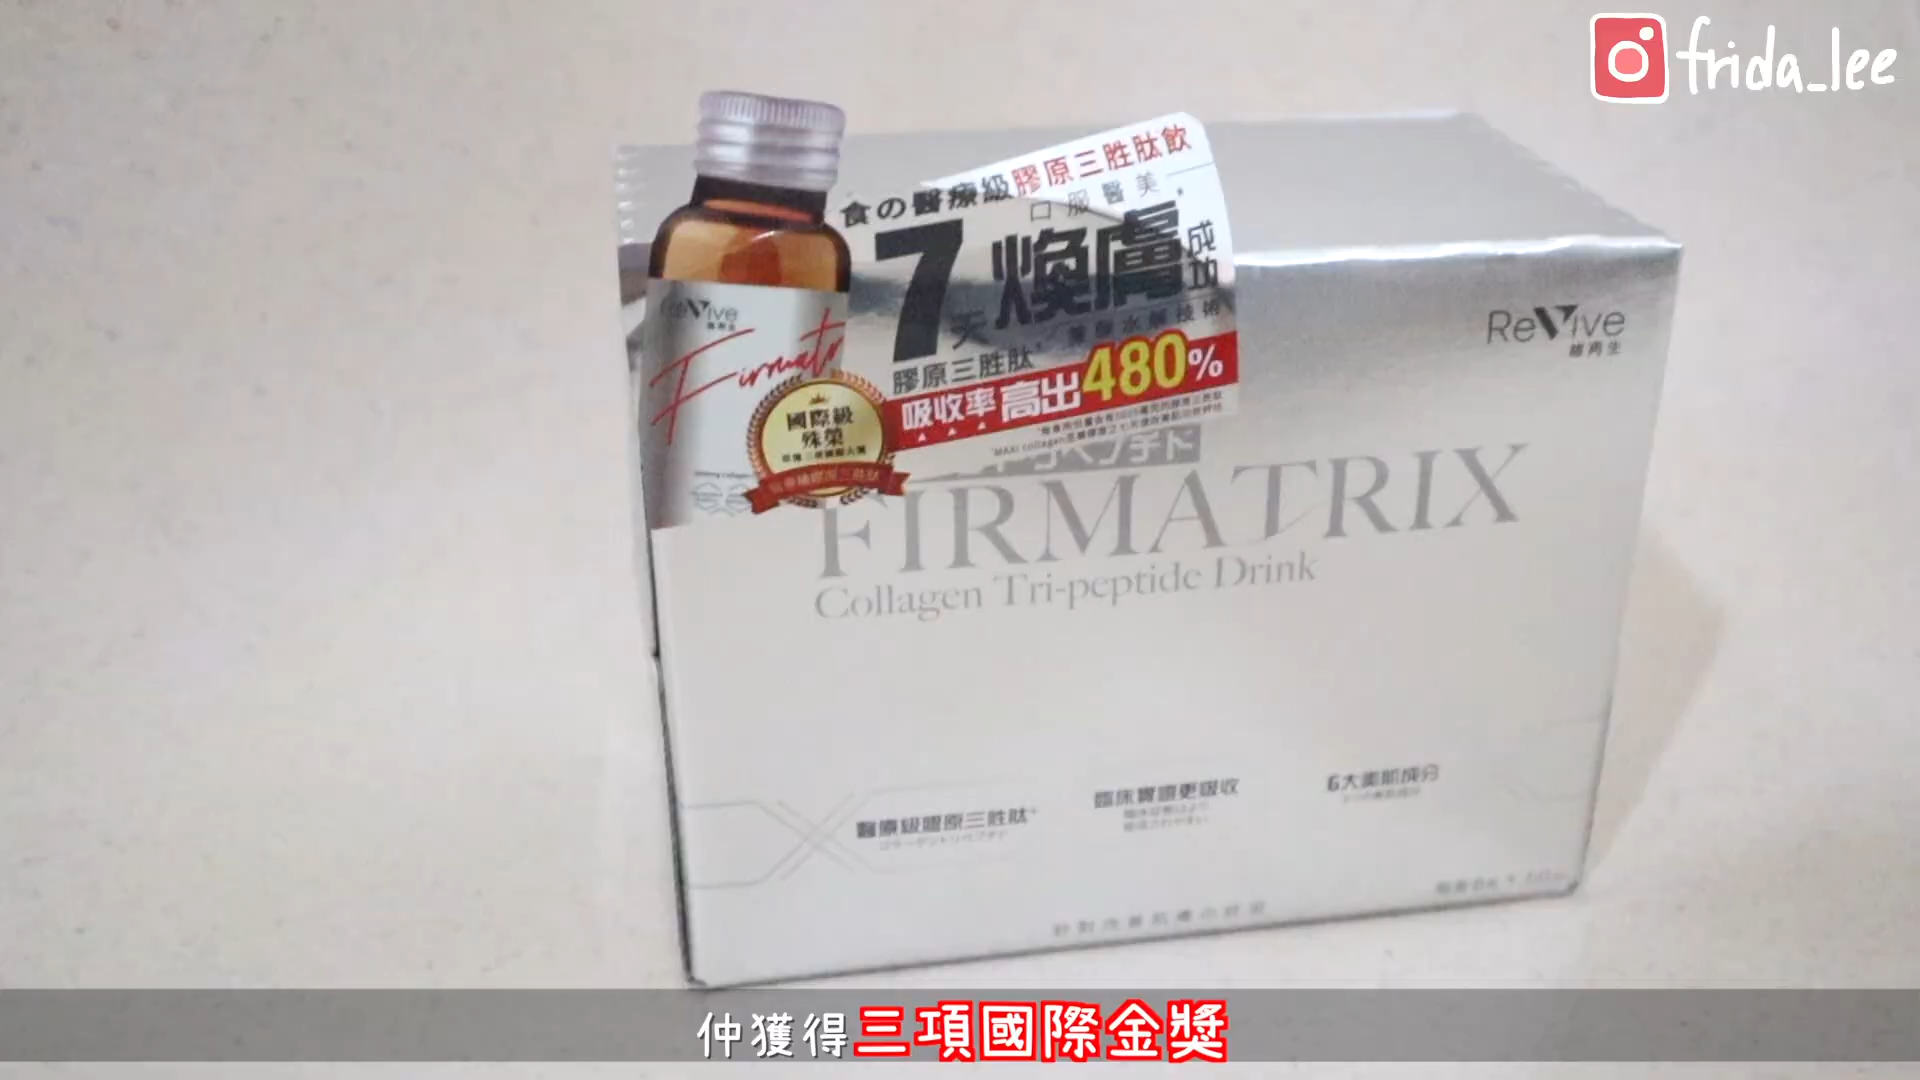 frida_lee
膠原三胜肽飲
食の醫療級
口服醫美
7天煥膚成功
膠原三胜肽
吸收率高出480%
國際級
殊榮
ReVive
維再生
ReVive
FIRMATRIX
Collagen Tri-peptide Drink
醫療級膠原三胜肽
臨床實證更吸收
6大美肌成分
仲獲得三項國際金獎